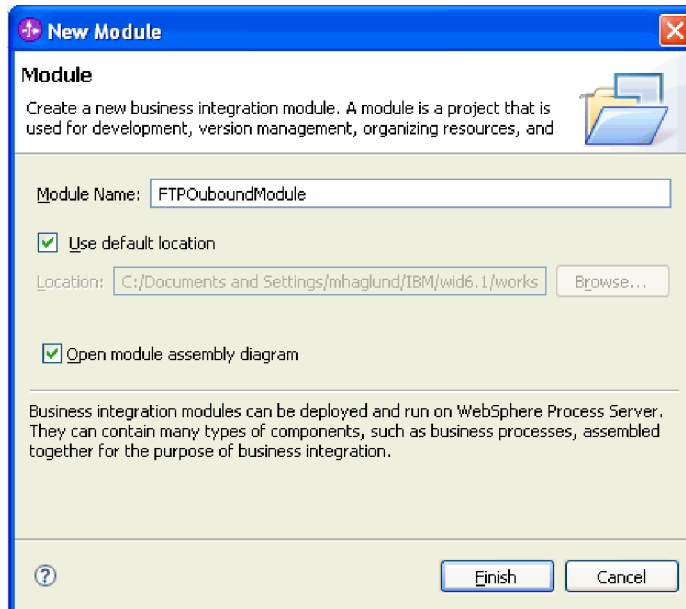 New Module
Module
Create a new business integration module. A module is a project that is
used for development, version management, organizing resources, and
Module Name: FTPOuboundModule
Use default location
Location: C:/Documents and Settings/mhaglund/IBM/wid6.1/works Browse...
Open module assembly diagram
Business integration modules can be deployed and run on WebSphere Process Server.
They can contain many types of components, such as business processes, assembled
together for the purpose of business integration.
? Finish Cancel